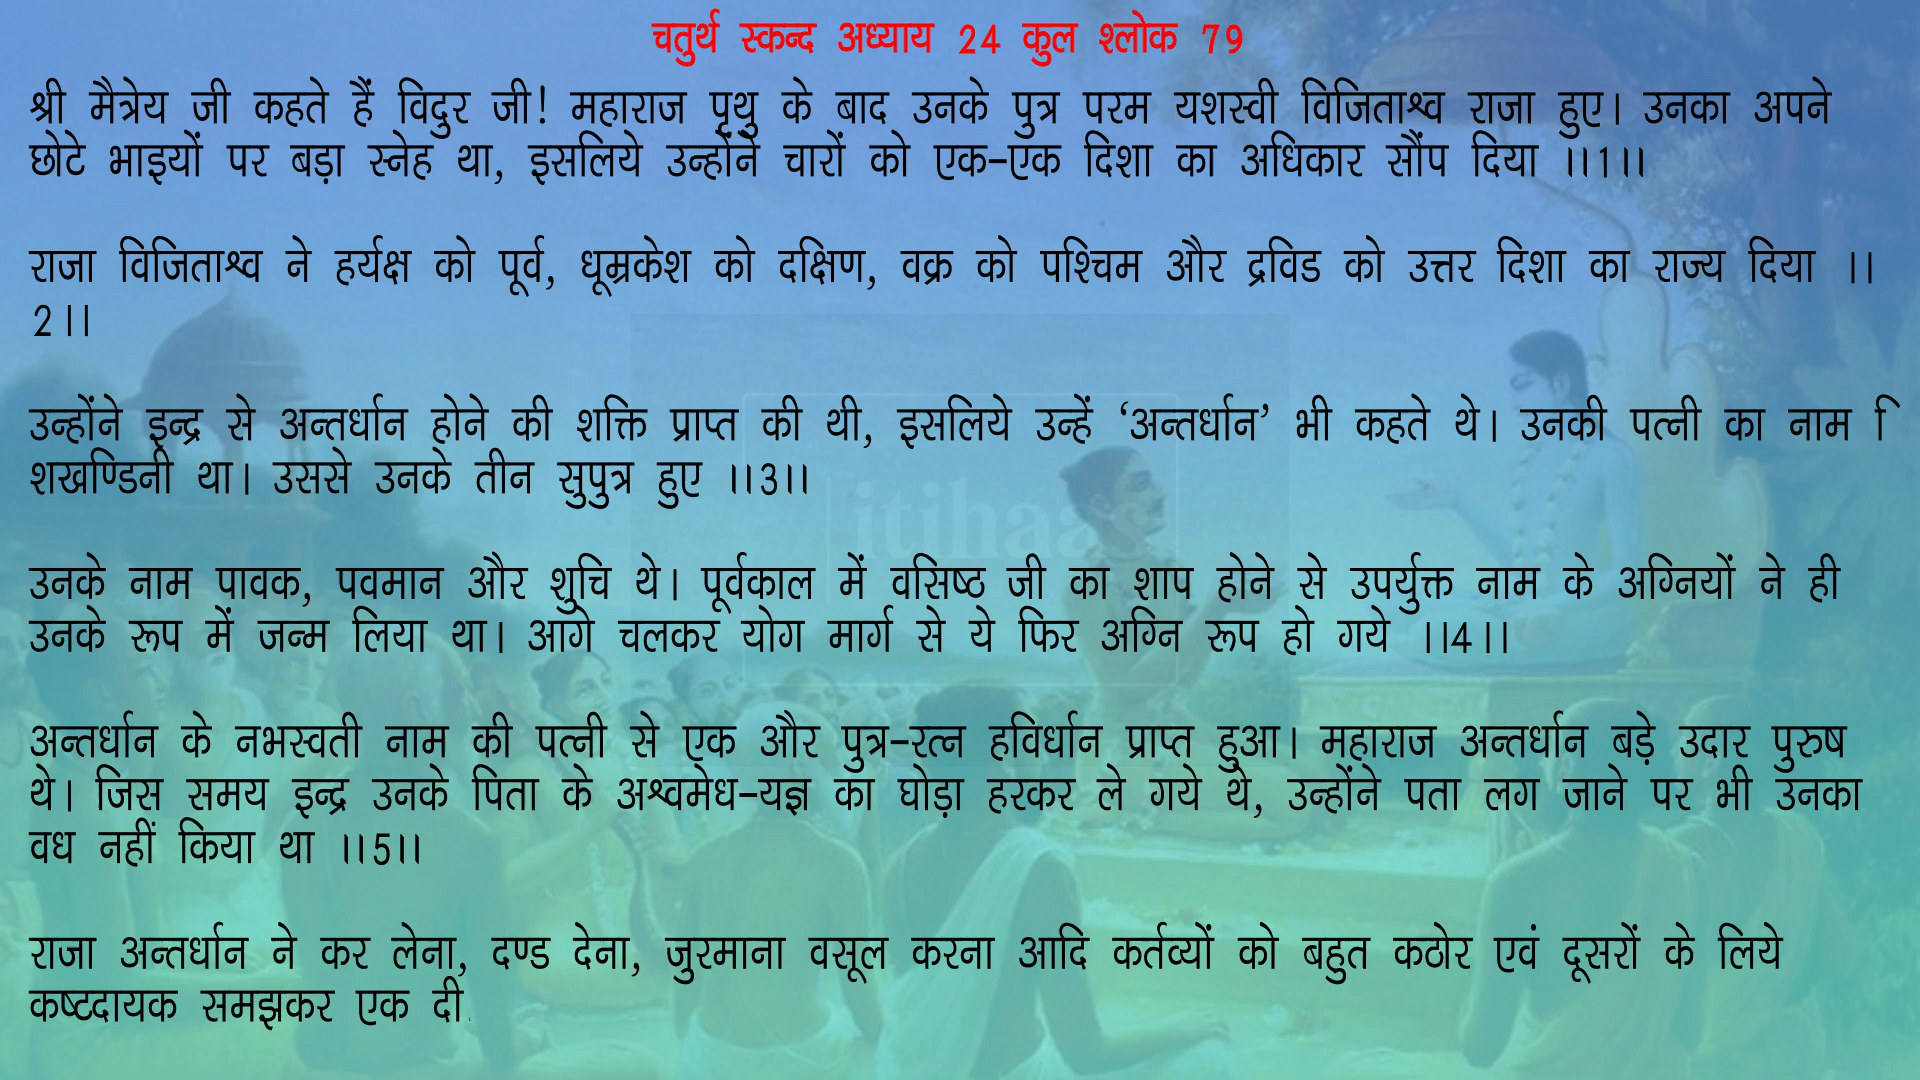 चतुर्थ स्कन्द अध्याय 24 कुल श्लोक 79
श्री मैत्रेय जी कहते हैं विदुर जी! महाराज पृथु के बाद उनके पुत्र परम यशस्वी विजिताश्व राजा हुए। उनका अपने
छोटे भाइयों पर बड़ा स्नेह था, इसलिये उन्होंने चारों को एक-एक दिशा का अधिकार सौंप दिया ।।1।।
राजा विजिताश्व ने हर्यक्ष को पूर्व, धूम्रकेश को दक्षिण, वक्र को पश्चिम और द्रविड को उत्तर दिशा का राज्य दिया ।।
2।।
उन्होंने इन्द्र से अन्तर्धान होने की शक्ति प्राप्त की थी, इसलिये उन्हें ‘अन्तर्धान’ भी कहते थे। उनकी पत्नी का नाम ि
शखण्डिनी था। उससे उनके तीन सुपुत्र हुए ।।3।।
itihaas
उनके नाम पावक, पवमान और शुचि थे। पूर्वकाल में वसिष्ठ जी का शाप होने से उपर्युक्त नाम के अग्नियों ने ही
उनके रूप में जन्म लिया था। आगे चलकर योग मार्ग से ये फिर अग्नि रूप हो गये ।।4।।
अन्तर्धान के नभस्वती नाम की पत्नी से एक और पुत्र-रत्न हविर्धान प्राप्त हुआ। महाराज अन्तर्धान बड़े उदार पुरुष
थे। जिस समय इन्द्र उनके पिता के अश्वमेध-यज्ञ का घोड़ा हरकर ले गये थे, उन्होंने पता लग जाने पर भी उनका
वध नहीं किया था ।।5।।
राजा अन्तर्धान ने कर लेना, दण्ड देना, जुरमाना वसूल करना आदि कर्तव्यों को बहुत कठोर एवं दूसरों के लिये
कष्टदायक समझकर एक दी